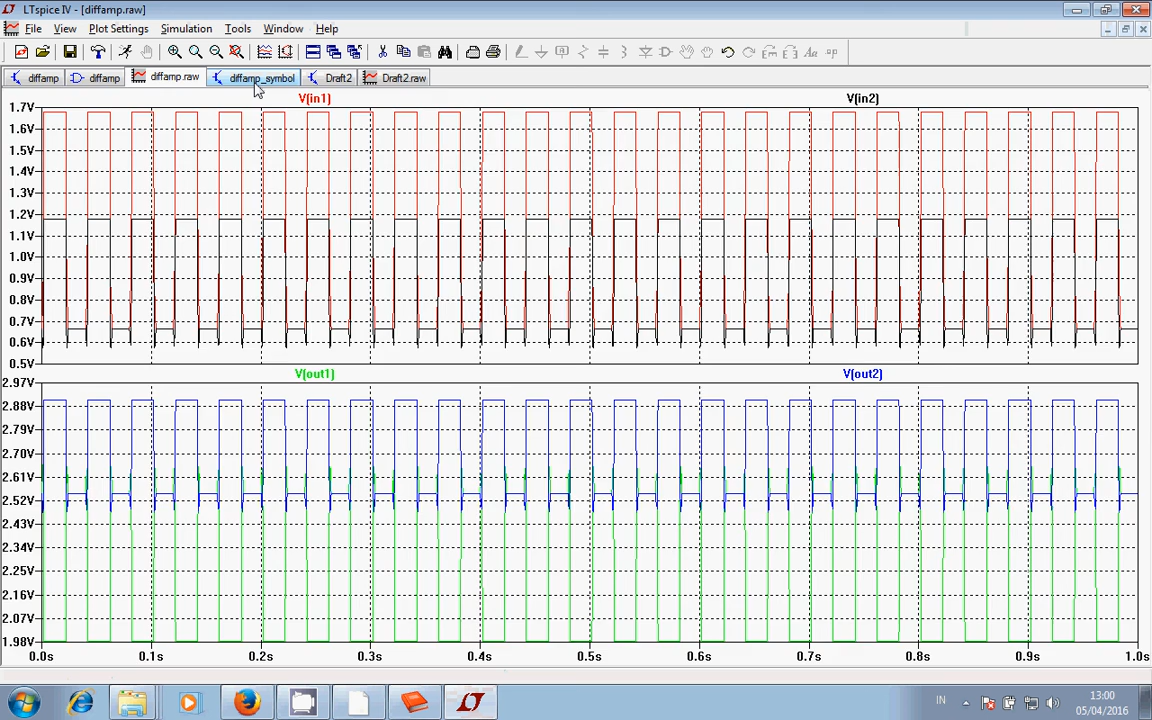 LTspice IV - [diffamp.raw]
File View Plot Settings Simulation Tools Window Help
diffamp diffamp diffamp.raw diffamp_symbol Draft2 Draft2.raw
V(in1) V(in2)
1.7V
1.6V
1.5V
1.4V
1.3V
1.2V
1.1V
1.0V
0.9V
0.8V
0.7V
0.6V
0.5V
V(out1) V(out2)
2.97V
2.88V
2.79V
2.70V
2.61V
2.52V
2.43V
2.34V
2.25V
2.16V
2.07V
1.98V
0.0s 0.1s 0.2s 0.3s 0.4s 0.5s 0.6s 0.7s 0.8s 0.9s 1.0s
IN
13:00
05/04/2016